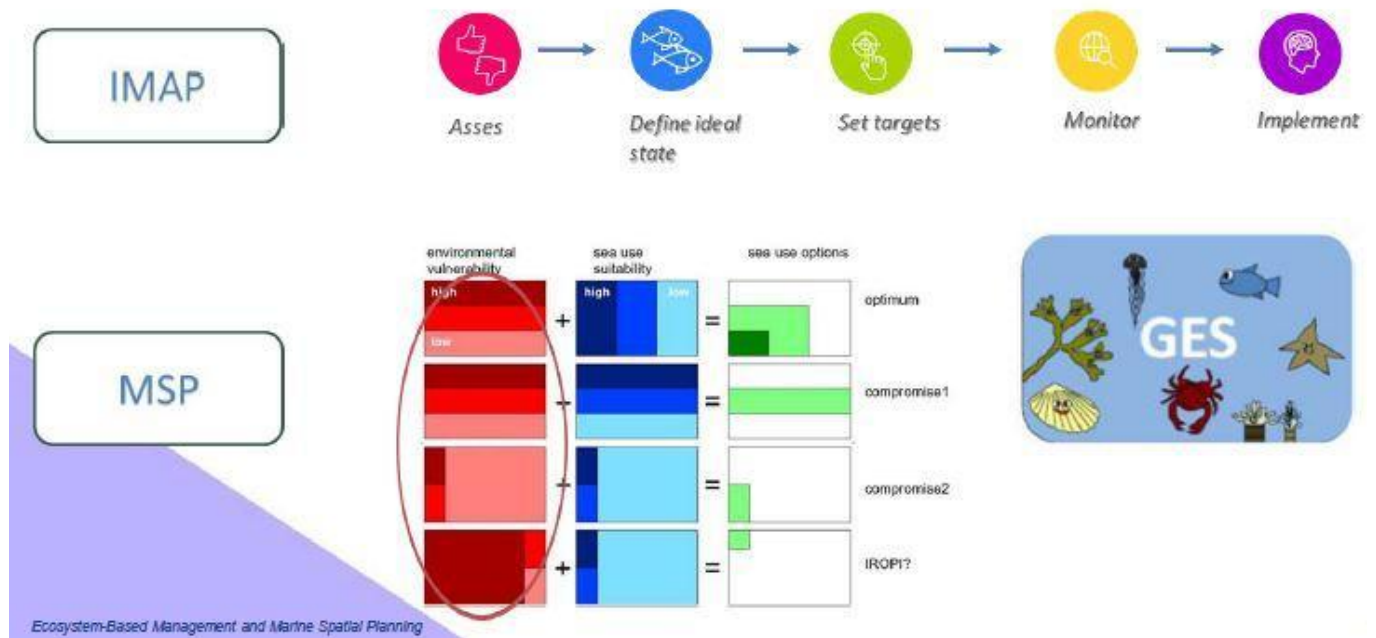 IMAP
Asses
Define ideal
state
Set targets
Monitor
Implement
environmental
vulnerability
sea use
suitability
sea use options
high
low
high
low
+
=
optimum
MSP
+
=
compromise1
GES
+
=
compromise2
+
=
IROPI?
Ecosystem-Based Management and Marine Spatial Planning